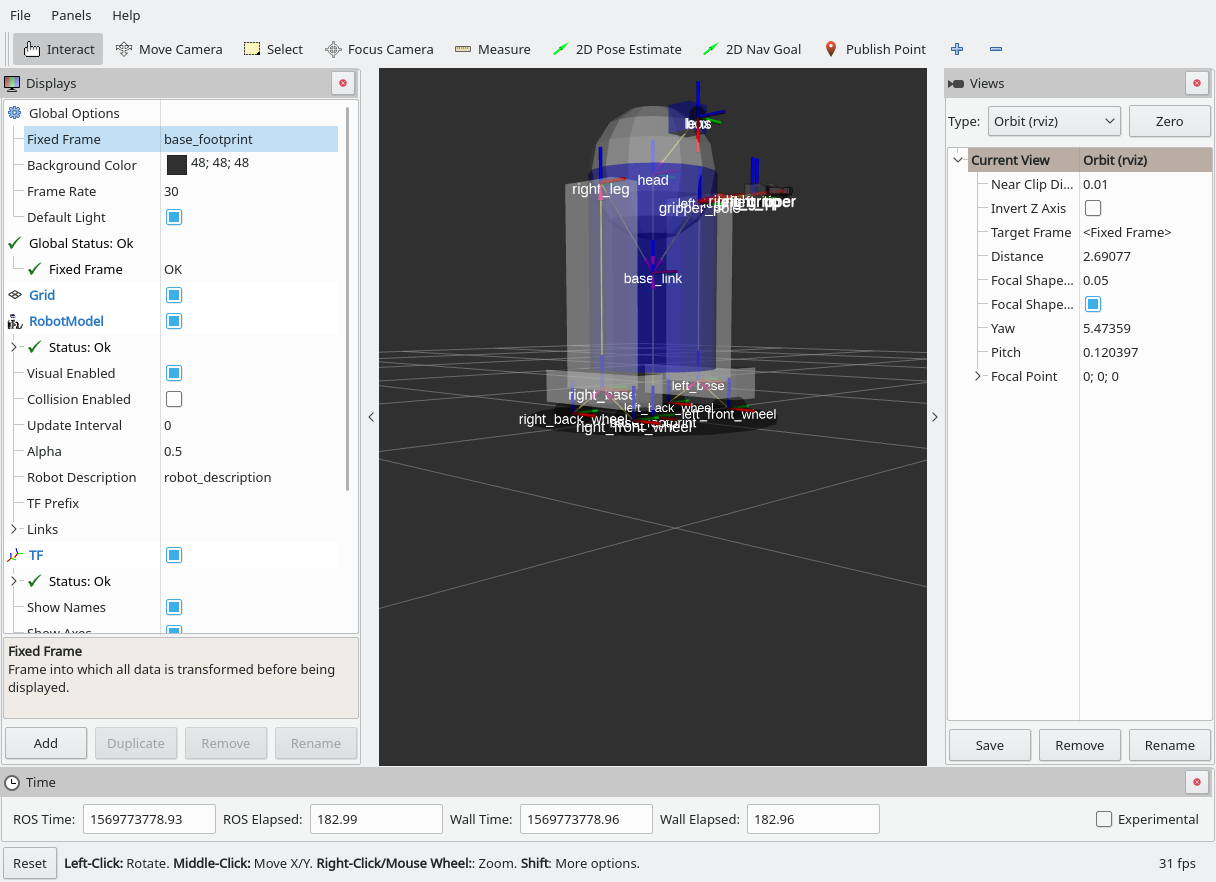 File Panels Help
Interact Move Camera Select Focus Camera Measure 2D Pose Estimate 2D Nav Goal Publish Point
Displays
Global Options
Fixed Frame base_footprint
Background Color 48; 48; 48
Frame Rate 30
Default Light
Global Status: Ok
Fixed Frame OK
Grid
RobotModel
Status: Ok
Visual Enabled
Collision Enabled
Update Interval 0
Alpha 0.5
Robot Description robot_description
TF Prefix
Links
TF
Status: Ok
Show Names
Show Axes
Fixed Frame
Frame into which all data is transformed before being
displayed.
Add Duplicate Remove Rename
head
right_leg
gripper_pole
base_link
left_base
right_base
left_back_wheel
left_front_wheel
right_back_wheel
right_front_wheel
Views
Type: Orbit (rviz) Zero
Current View Orbit (rviz)
Near Clip Di... 0.01
Invert Z Axis
Target Frame <Fixed Frame>
Distance 2.69077
Focal Shape... 0.05
Focal Shape...
Yaw 5.47359
Pitch 0.120397
Focal Point 0; 0; 0
Save Remove Rename
Time
ROS Time: 1569773778.93 ROS Elapsed: 182.99 Wall Time: 1569773778.96 Wall Elapsed: 182.96 Experimental
Reset Left-Click: Rotate. Middle-Click: Move X/Y. Right-Click/Mouse Wheel:: Zoom. Shift: More options. 31 fps